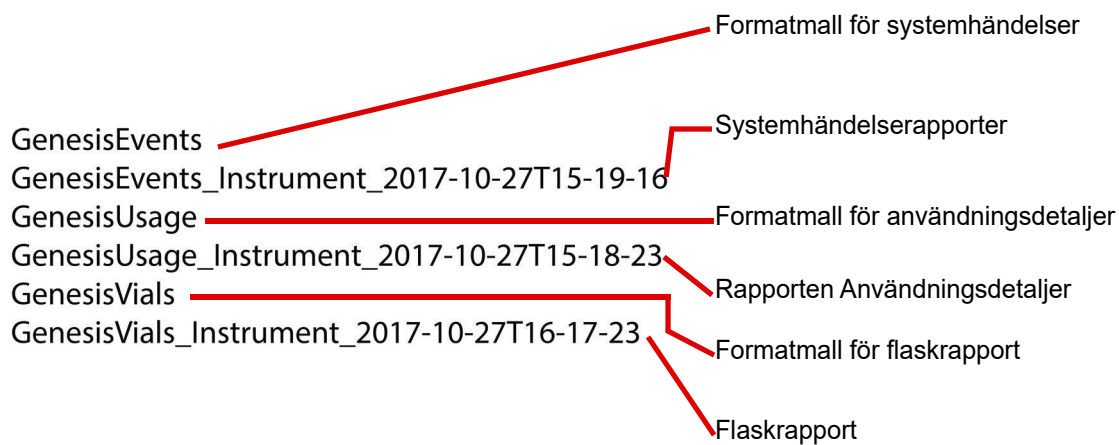 Formatmall för systemhändelser
GenesisEvents
Systemhändelserapporter
GenesisEvents_Instrument_2017-10-27T15-19-16
GenesisUsage
Formatmall för användningsdetaljer
GenesisUsage_Instrument_2017-10-27T15-18-23
Rapporten Användningsdetaljer
GenesisVials
GenesisVials_Instrument_2017-10-27T16-17-23
Formatmall för flaskrapport
Flaskrapport